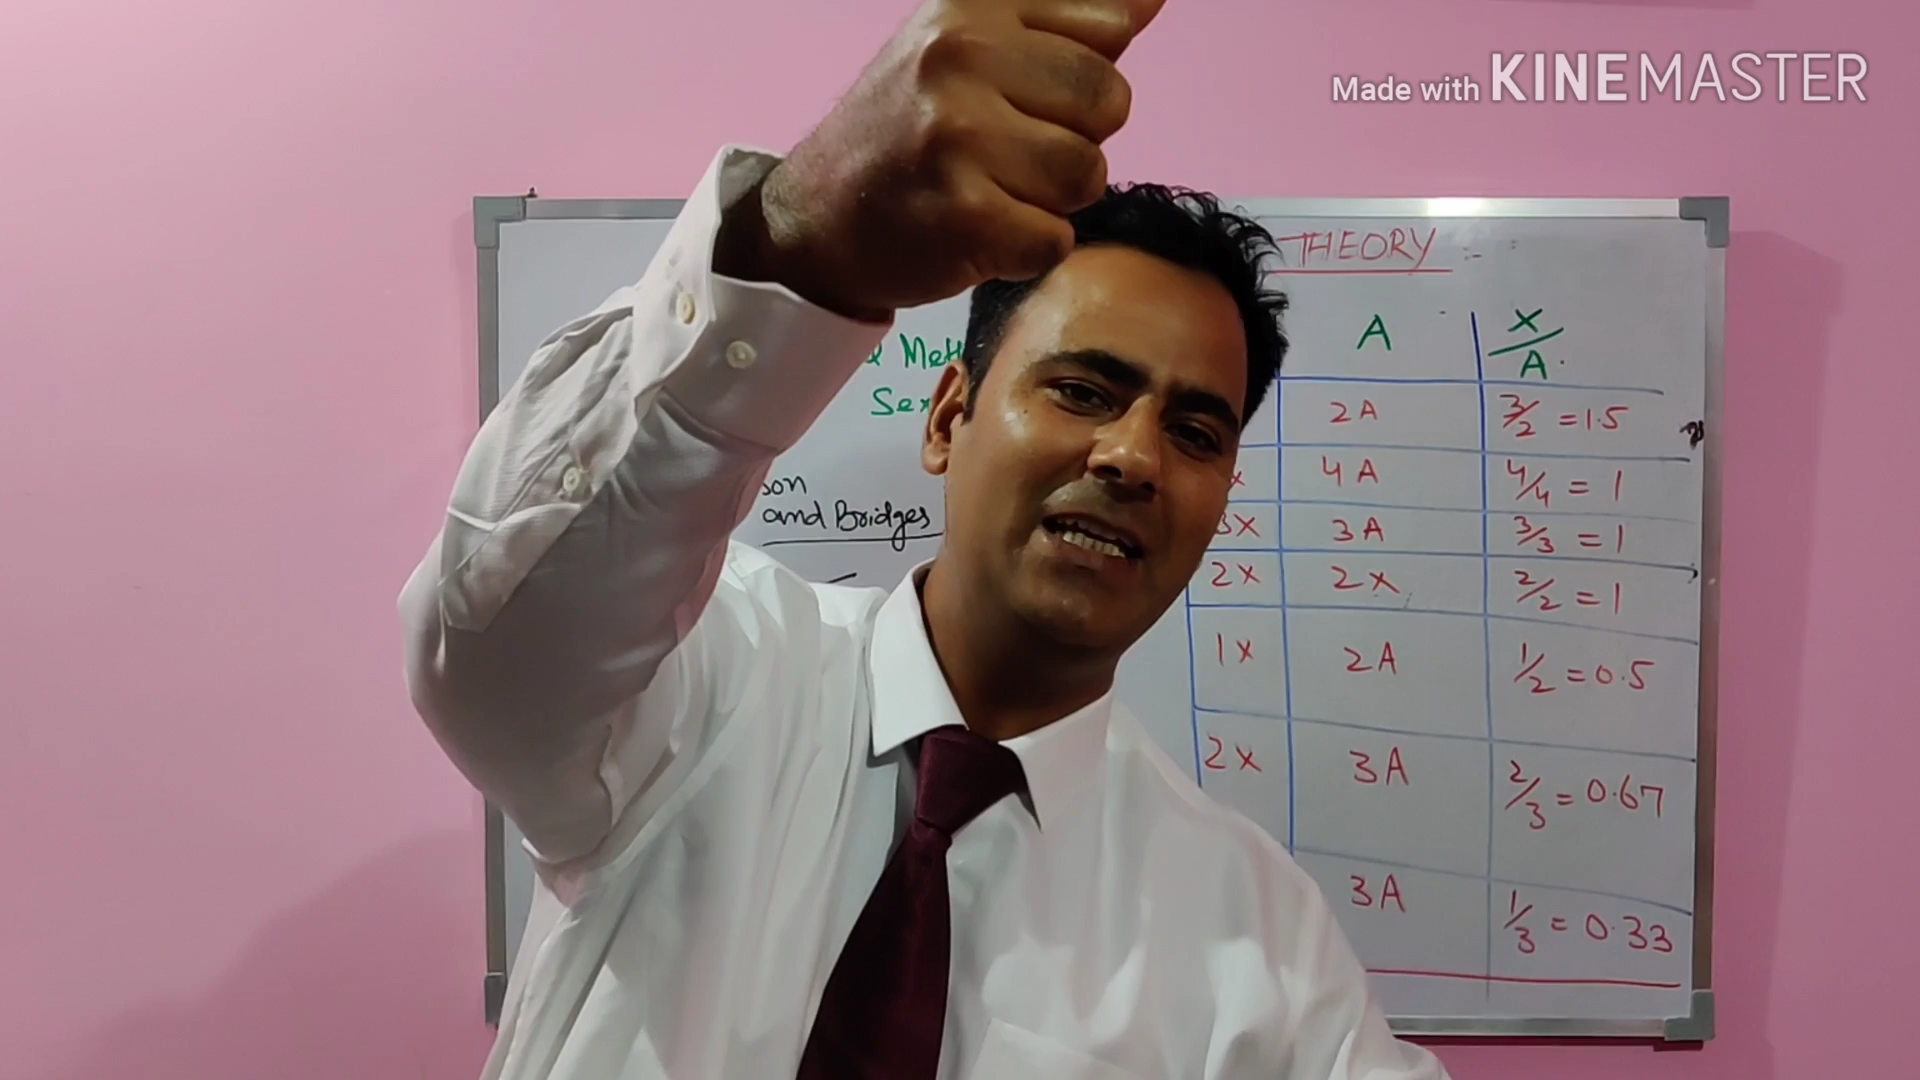 Made with KINEMASTER
THEORY :-
Sex
son
and Bridges
A
X/A
2A
3/2 = 1.5
x
4A
4/4 = 1
3X
3A
3/3 = 1
2x
2x
2/2 = 1
1x
2A
1/2 = 0.5
2x
3A
2/3 = 0.67
3A
1/3 = 0.33